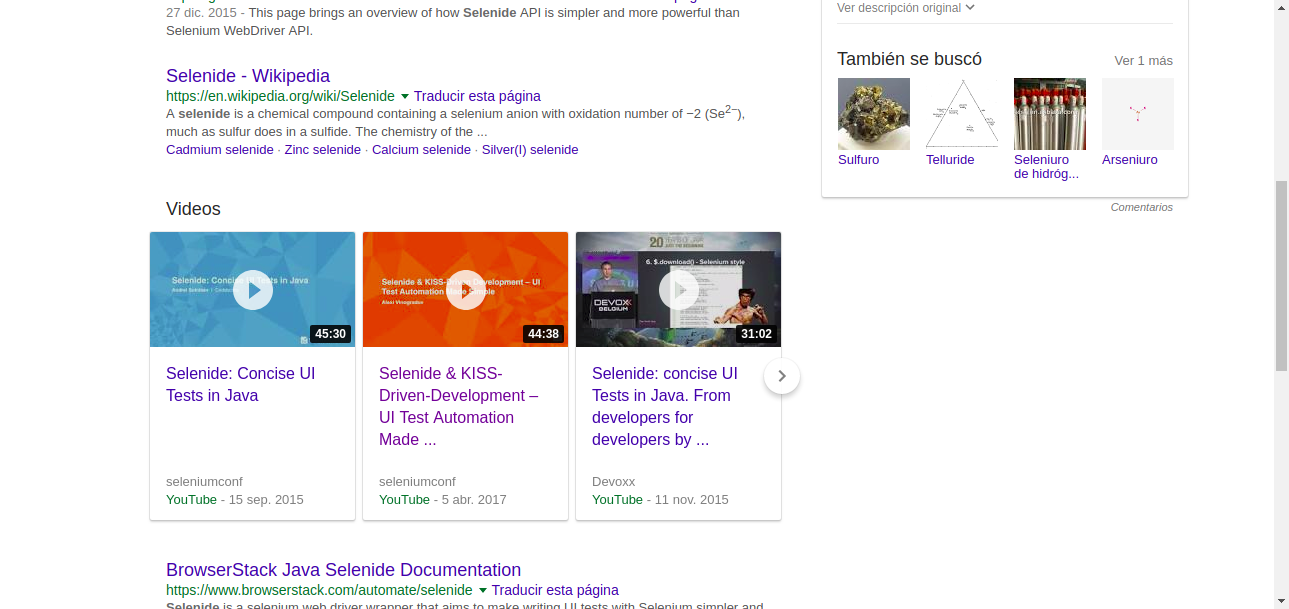 27 dic. 2015 - This page brings an overview of how Selenide API is simpler and more powerful than
Selenium WebDriver API.
Selenide - Wikipedia
https://en.wikipedia.org/wiki/Selenide Traducir esta página
A selenide is a chemical compound containing a selenium anion with oxidation number of −2 (Se2−),
much as sulfur does in a sulfide. The chemistry of the ...
Cadmium selenide · Zinc selenide · Calcium selenide · Silver(I) selenide
Videos
Selenide: Concise UI Tests in Java
45:30
Selenide: Concise UI
Tests in Java
seleniumconf
YouTube - 15 sep. 2015
Selenide & KISS-Driven Development – UI
Test Automation Made Simple
44:38
Selenide & KISS-
Driven-Development –
UI Test Automation
Made ...
seleniumconf
YouTube - 5 abr. 2017
20 YEARS OF JAVA
JUST THE BEGINNING
6. $.download() - Selenium style
DEVOXX
BELGIUM
31:02
Selenide: concise UI
Tests in Java. From
developers for
developers by ...
Devoxx
YouTube - 11 nov. 2015
BrowserStack Java Selenide Documentation
https://www.browserstack.com/automate/selenide Traducir esta página
Selenide is a selenium web driver wrapper that aims to make writing UI tests with Selenium simpler and
Ver descripción original
También se buscó
Ver 1 más
Sulfuro
Telluride
Seleniuro
de hidróg...
Arseniuro
Comentarios